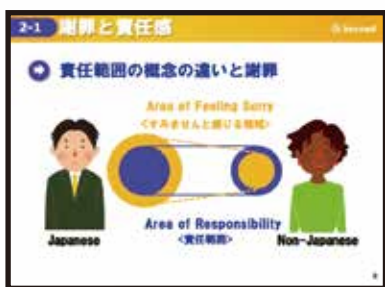 2-1 謝罪と責任感
責任範囲の概念の違いと謝罪
Area of Feeling Sorry
<すみませんと感じる領域>
Area of Responsibility
<責任範囲>
Japanese
Non-Japanese